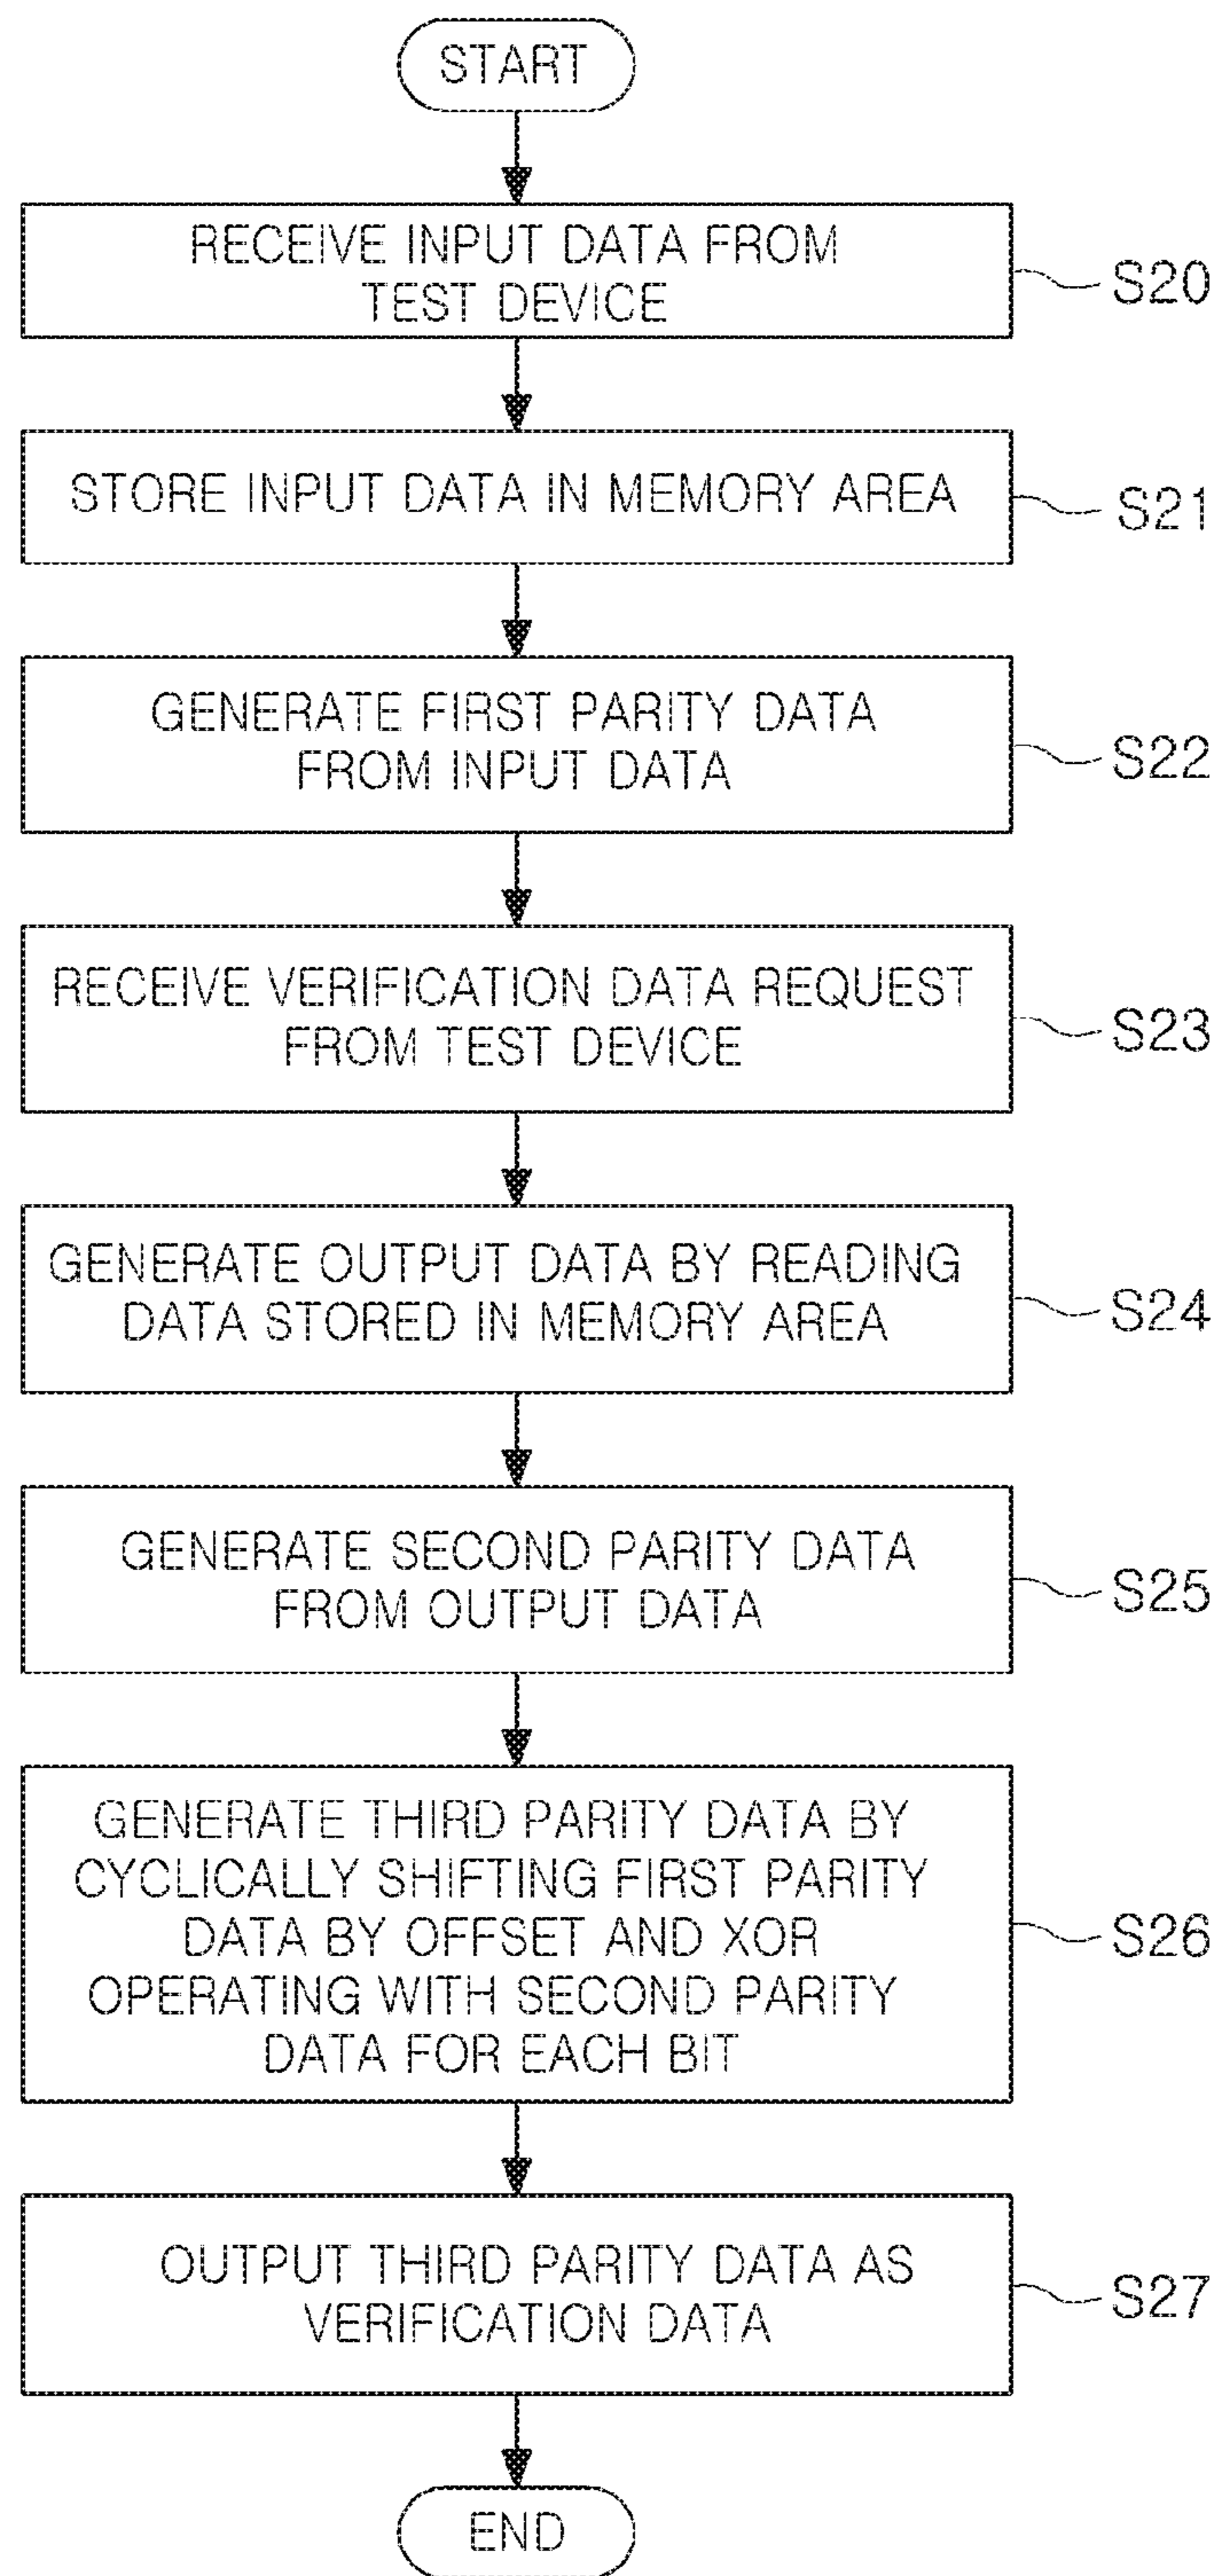 START
RECEIVE INPUT DATA FROM
TEST DEVICE
S20
STORE INPUT DATA IN MEMORY AREA
S21
GENERATE FIRST PARITY DATA
FROM INPUT DATA
S22
RECEIVE VERIFICATION DATA REQUEST
FROM TEST DEVICE
S23
GENERATE OUTPUT DATA BY READING
DATA STORED IN MEMORY AREA
S24
GENERATE SECOND PARITY DATA
FROM OUTPUT DATA
S25
GENERATE THIRD PARITY DATA BY
CYCLICALLY SHIFTING FIRST PARITY
DATA BY OFFSET AND XOR
OPERATING WITH SECOND PARITY
DATA FOR EACH BIT
S26
OUTPUT THIRD PARITY DATA AS
VERIFICATION DATA
S27
END